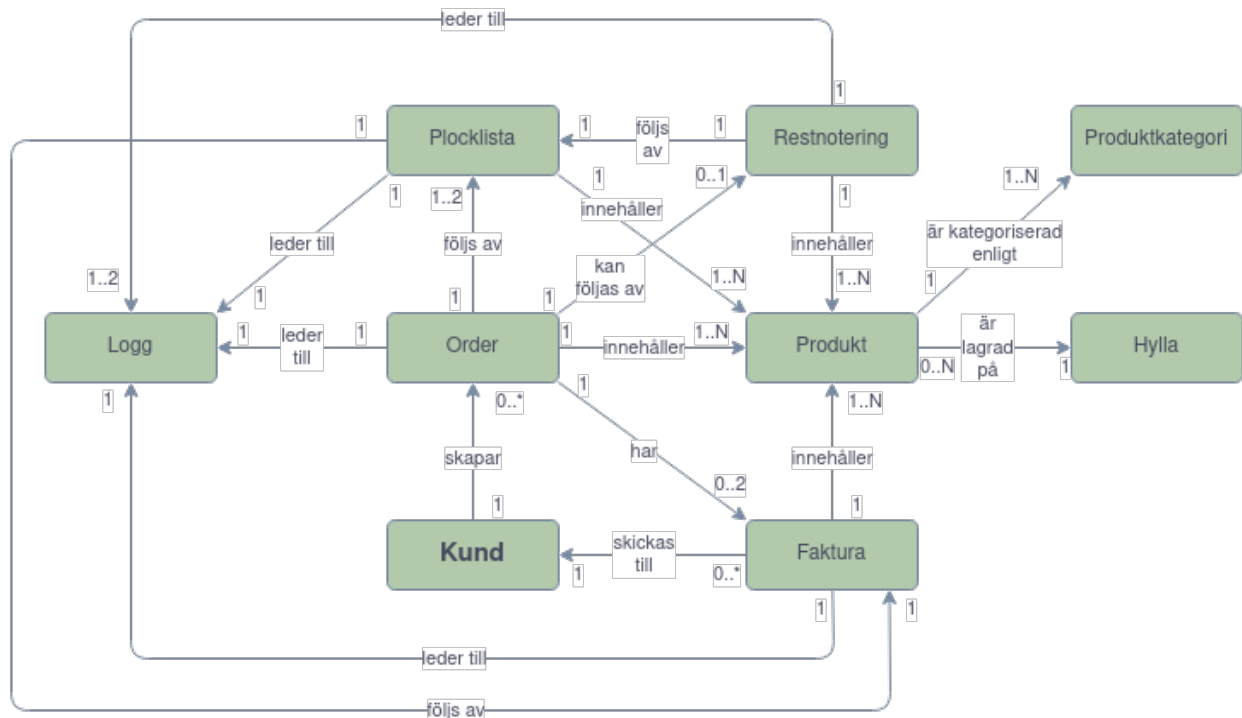 leder till
1
1
Plocklista
1
följs
av
1
Restnotering
Produktkategori
1
1..2
1
innehåller
0..1
1
1..N
leder till
följs av
innehåller
är kategoriserad
enligt
kan
följas av
1..2
1
1
1
1..N
1..N
1
Logg
1
leder
till
1
Order
1
innehåller
1..N
Produkt
0..N
är
lagrad
på
1
Hylla
1
0..*
1
1..N
skapar
har
innehåller
1
0..2
1
Kund
1
skickas
till
0..*
Faktura
1
1
leder till
följs av